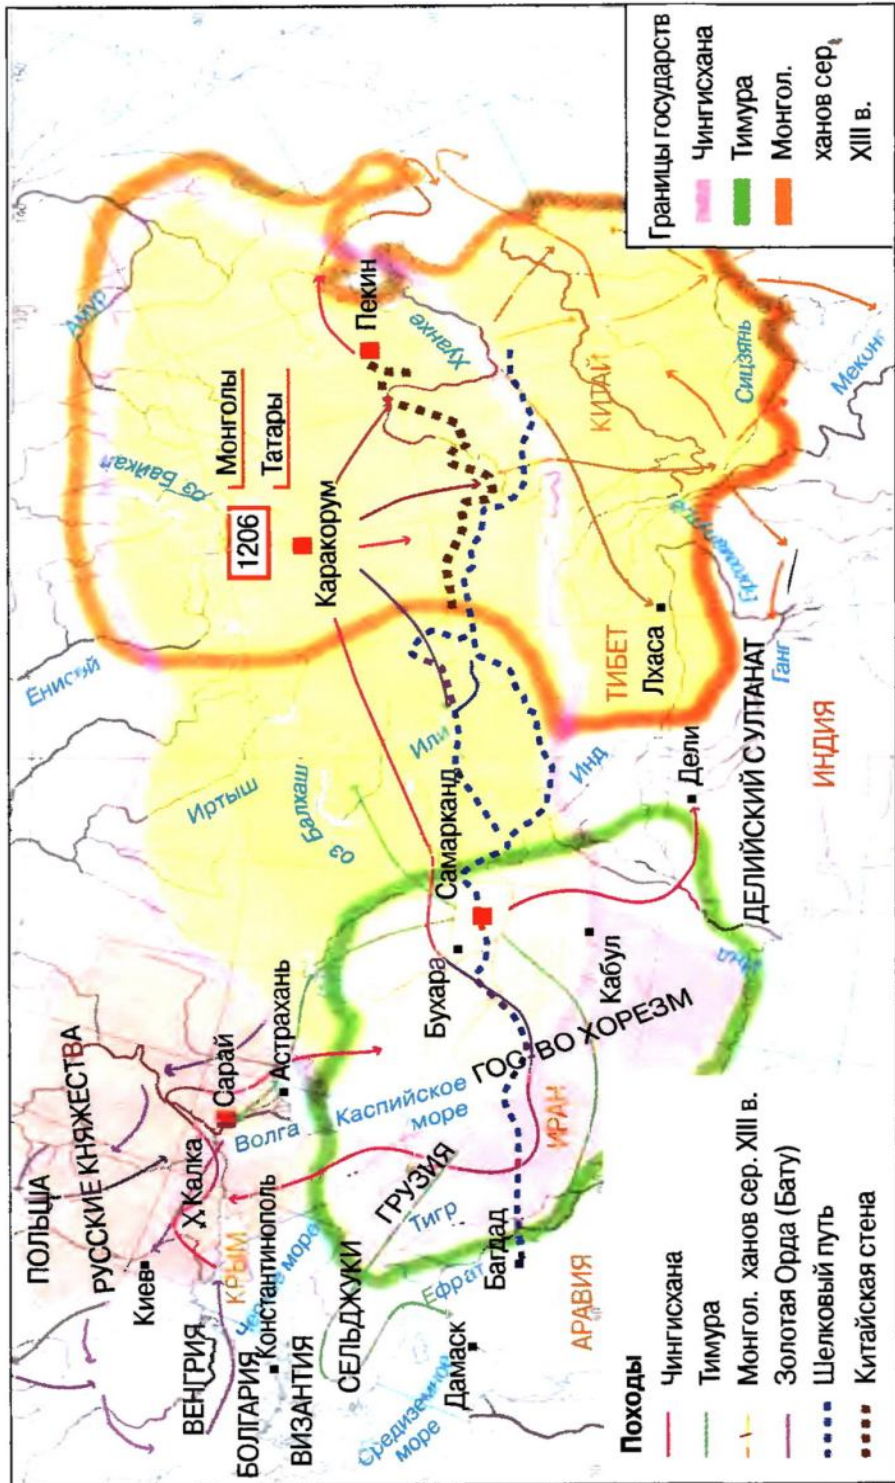 Границы государств
Чингисхана
Тимура
Монгол.
ханов сер.
XIII в.
Походы
Чингисхана
Тимура
Монгол. ханов сер. XIII в.
Золотая Орда (Бату)
Шелковый путь
Китайская стена
ПОЛЬША
РУССКИЕ КНЯЖЕСТВА
Киев
X Калка
Сарай
Астрахань
Волга
ВЕНГРИЯ
КРЫМ
БОЛГАРИЯ
Константинополь
Черное море
ВИЗАНТИЯ
СЕЛЬДЖУКИ
ГРУЗИЯ
Каспийское
море
Тигр
Ефрат
Багдад
Дамаск
Средиземное
море
АРАВИЯ
ИРАН
ГОС-ВО ХОРЕЗМ
Бухара
Самарканд
Кабул
Инд
Инд
Дели
ДЕЛИЙСКИЙ СУЛТАНАТ
ИНДИЯ
Ганг
Брахмапутра
ТИБЕТ
Лхаса
Енисей
Иртыш
оз Балхаш
Или
оз Байкал
1206
Каракорум
Монголы
Татары
Амур
Пекин
Хуанхе
КИТАЙ
Сицзянь
Меконг